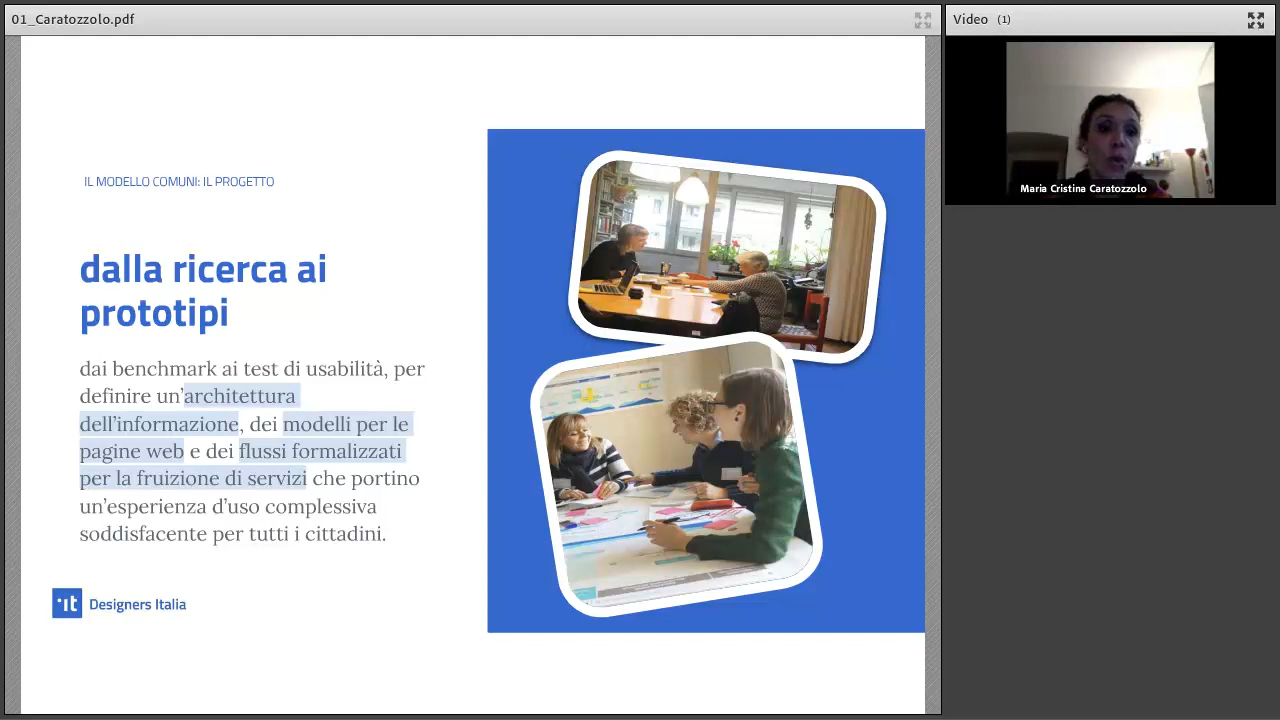 01_Caratozzolo.pdf
Video (1)
Maria Cristina Caratozzolo
IL MODELLO COMUNI: IL PROGETTO
dalla ricerca ai
prototipi
dai benchmark ai test di usabilità, per
definire un’architettura
dell’informazione, dei modelli per le
pagine web e dei flussi formalizzati
per la fruizione di servizi che portino
un’esperienza d’uso complessiva
soddisfacente per tutti i cittadini.
.it Designers Italia